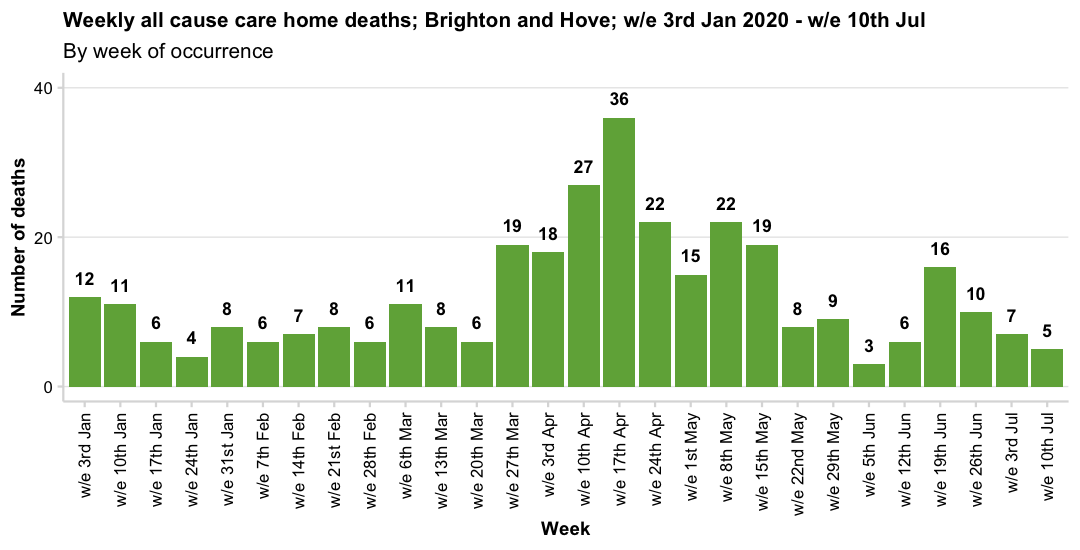 Weekly all cause care home deaths; Brighton and Hove; w/e 3rd Jan 2020 - w/e 10th Jul
By week of occurrence
Number of deaths
40
20
0
12
11
6
4
8
6
7
8
6
11
8
6
19
18
27
36
22
15
22
19
8
9
3
6
16
10
7
5
w/e 3rd Jan
w/e 10th Jan
w/e 17th Jan
w/e 24th Jan
w/e 31st Jan
w/e 7th Feb
w/e 14th Feb
w/e 21st Feb
w/e 28th Feb
w/e 6th Mar
w/e 13th Mar
w/e 20th Mar
w/e 27th Mar
w/e 3rd Apr
w/e 10th Apr
w/e 17th Apr
w/e 24th Apr
w/e 1st May
w/e 8th May
w/e 15th May
w/e 22nd May
w/e 29th May
w/e 5th Jun
w/e 12th Jun
w/e 19th Jun
w/e 26th Jun
w/e 3rd Jul
w/e 10th Jul
Week